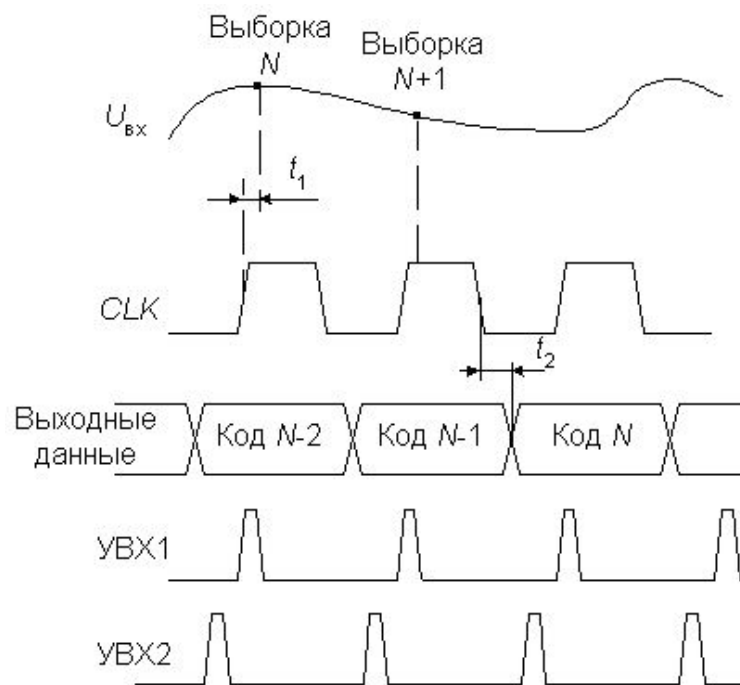 Выборка
N
Выборка
N+1
Uвх
t1
CLK
t2
Выходные
данные
Код N-2
Код N-1
Код N
УВХ1
УВХ2